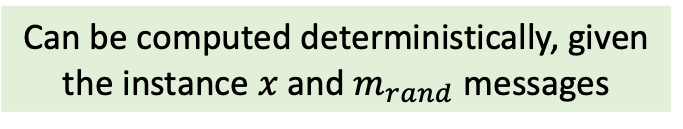 Can be computed deterministically, given
the instance x and m_rand messages